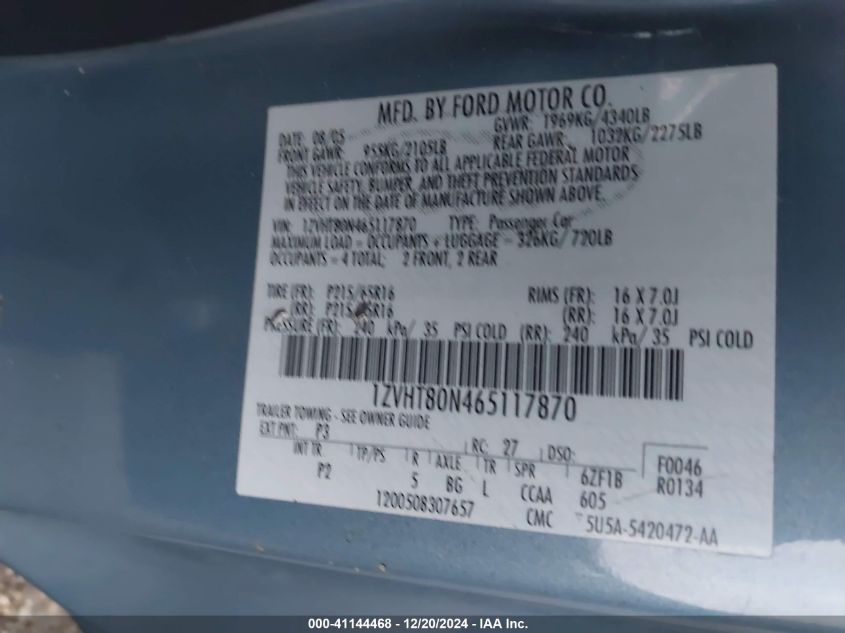 MFD. BY FORD MOTOR CO.
DATE: 08/05 GVWR: 1969KG/4340LB
FRONT GAWR: 955KG/2105LB REAR GAWR: 1032KG/2275LB
THIS VEHICLE CONFORMS TO ALL APPLICABLE FEDERAL MOTOR
VEHICLE SAFETY, BUMPER, AND THEFT PREVENTION STANDARDS
IN EFFECT ON THE DATE OF MANUFACTURE SHOWN ABOVE.
VIN: 1ZVHT80N465117870 TYPE: Passenger Car
MAXIMUM LOAD = OCCUPANTS + LUGGAGE = 326KG/720LB
OCCUPANTS = 4 TOTAL; 2 FRONT, 2 REAR
TIRE (FR): P215/65R16 RIMS (FR): 16 X 7.0J
(RR): P215/65R16 (RR): 16 X 7.0J
PRESSURE (FR): 240 kPa/ 35 PSI COLD (RR): 240 kPa/ 35 PSI COLD
1ZVHT80N465117870
TRAILER TOWING - SEE OWNER GUIDE
EXT PNT: P3 RC: 27 DSO: F0046
INT TR TP/PS R AXLE TR SPR 6ZF1B R0134
P2 5 BG L CCAA 605
1200508307657 CMC 5U5A-5420472-AA
000-41144468 - 12/20/2024 - IAA Inc.